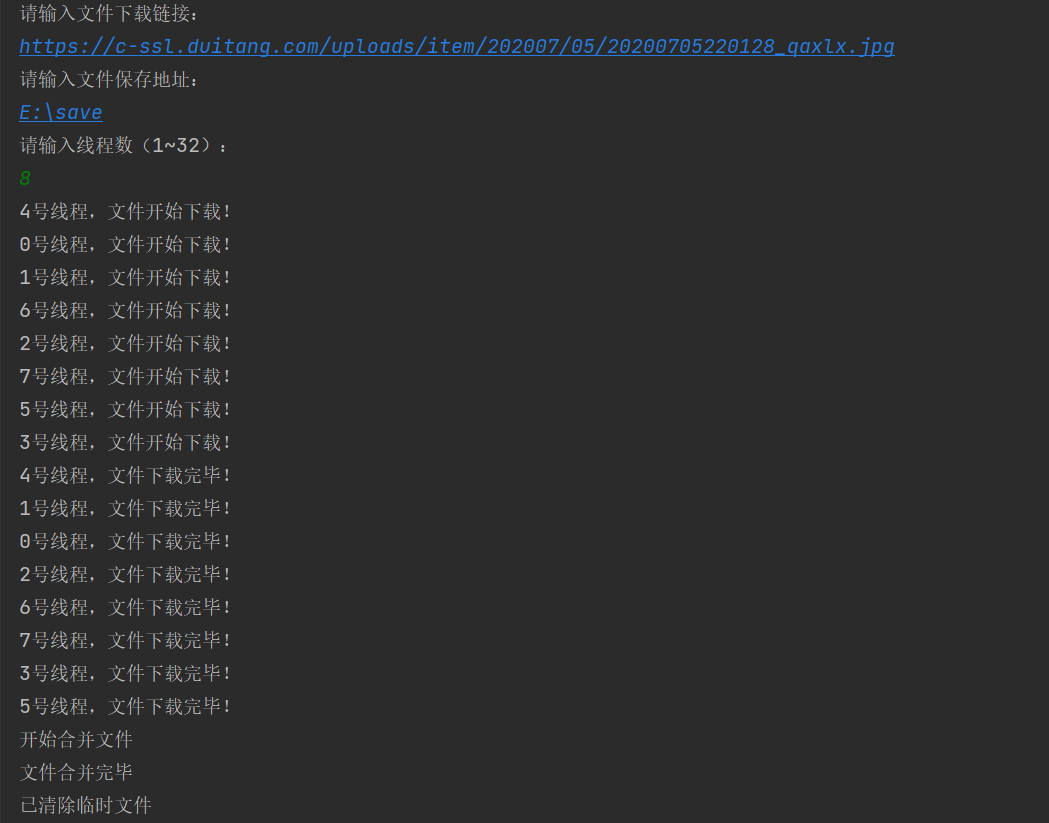 请输入文件下载链接：
https://c-ssl.duitang.com/uploads/item/202007/05/20200705220128_qaxlx.jpg
请输入文件保存地址：
E:\save
请输入线程数（1~32）：
8
4号线程，文件开始下载！
0号线程，文件开始下载！
1号线程，文件开始下载！
6号线程，文件开始下载！
2号线程，文件开始下载！
7号线程，文件开始下载！
5号线程，文件开始下载！
3号线程，文件开始下载！
4号线程，文件下载完毕！
1号线程，文件下载完毕！
0号线程，文件下载完毕！
2号线程，文件下载完毕！
6号线程，文件下载完毕！
7号线程，文件下载完毕！
3号线程，文件下载完毕！
5号线程，文件下载完毕！
开始合并文件
文件合并完毕
已清除临时文件